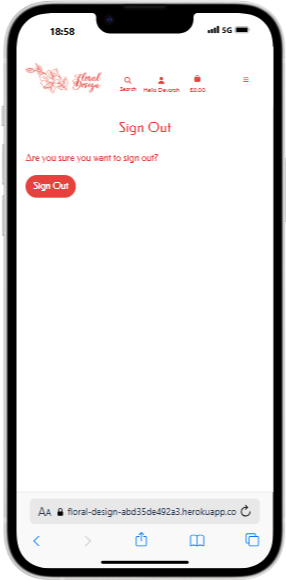 18:58
5G
Floral
Design
Search
Hello Devorah
£0.00
Sign Out
Are you sure you want to sign out?
Sign Out
AA
floral-design-abd35de492a3.herokuapp.co